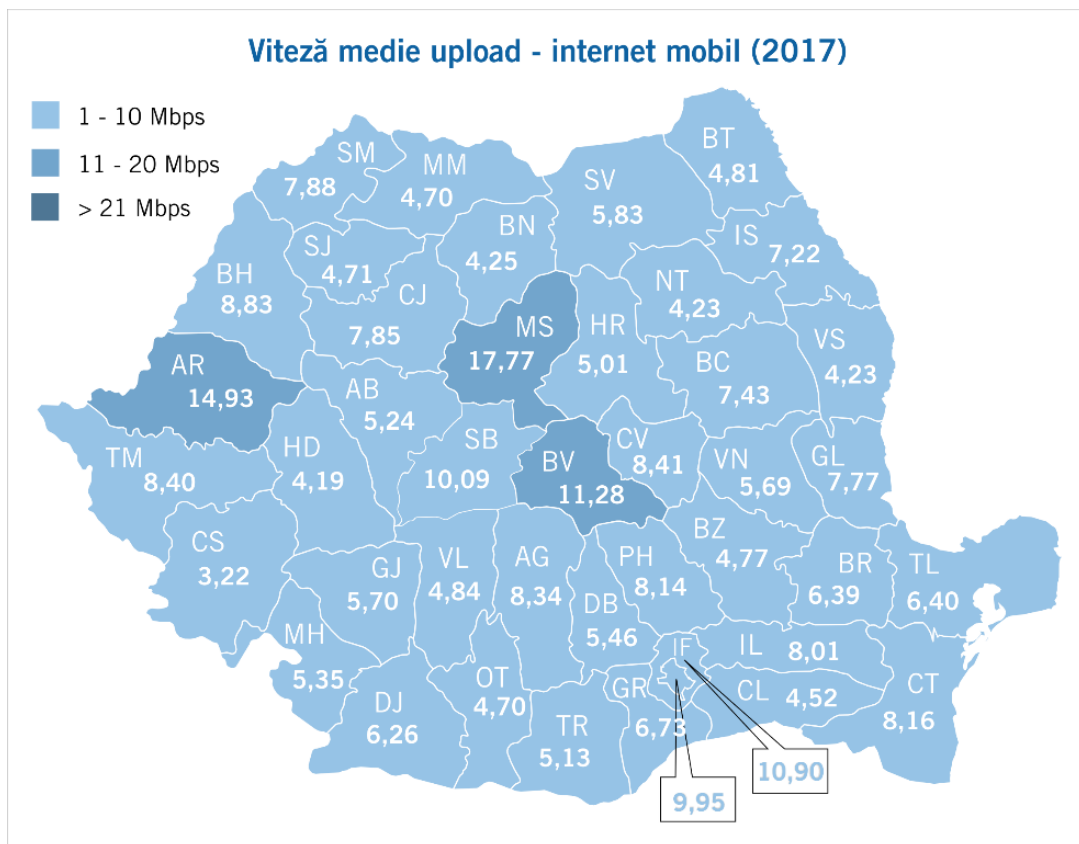 Viteză medie upload - internet mobil (2017)
1 - 10 Mbps
11 - 20 Mbps
> 21 Mbps
SM
7,88
MM
4,70
BT
4,81
SV
5,83
BN
4,25
IS
7,22
SJ
4,71
BH
8,83
CJ
7,85
NT
4,23
MS
17,77
HR
5,01
VS
4,23
BC
7,43
AR
14,93
AB
5,24
SB
10,09
CV
8,41
HD
4,19
TM
8,40
BV
11,28
VN
5,69
GL
7,77
CS
3,22
GJ
5,70
VL
4,84
AG
8,34
PH
8,14
BZ
4,77
BR
6,39
TL
6,40
DB
5,46
MH
5,35
IF
IL
8,01
DJ
6,26
OT
4,70
TR
5,13
GR
6,73
CL
4,52
CT
8,16
10,90
9,95